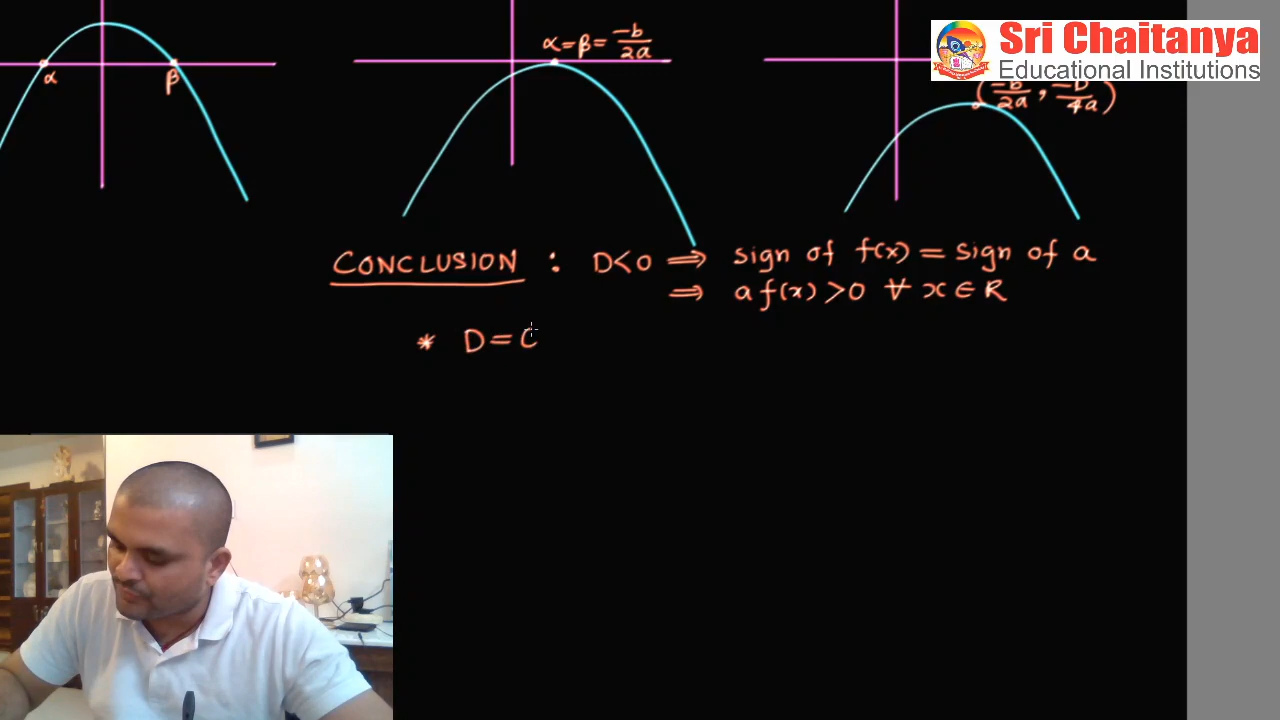 Sri Chaitanya
Educational Institutions
α β
α = β = -b/2a
(-b/2a, -D/4a)
CONCLUSION : D<0 ⟹ sign of f(x) = sign of a
⟹ a f(x) > 0 ∀ x ∈ R
* D = 0